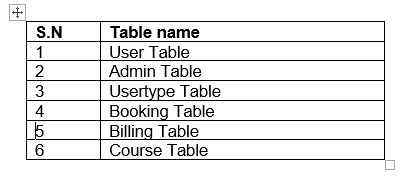 S.N Table name
1 User Table
2 Admin Table
3 Usertype Table
4 Booking Table
5 Billing Table
6 Course Table